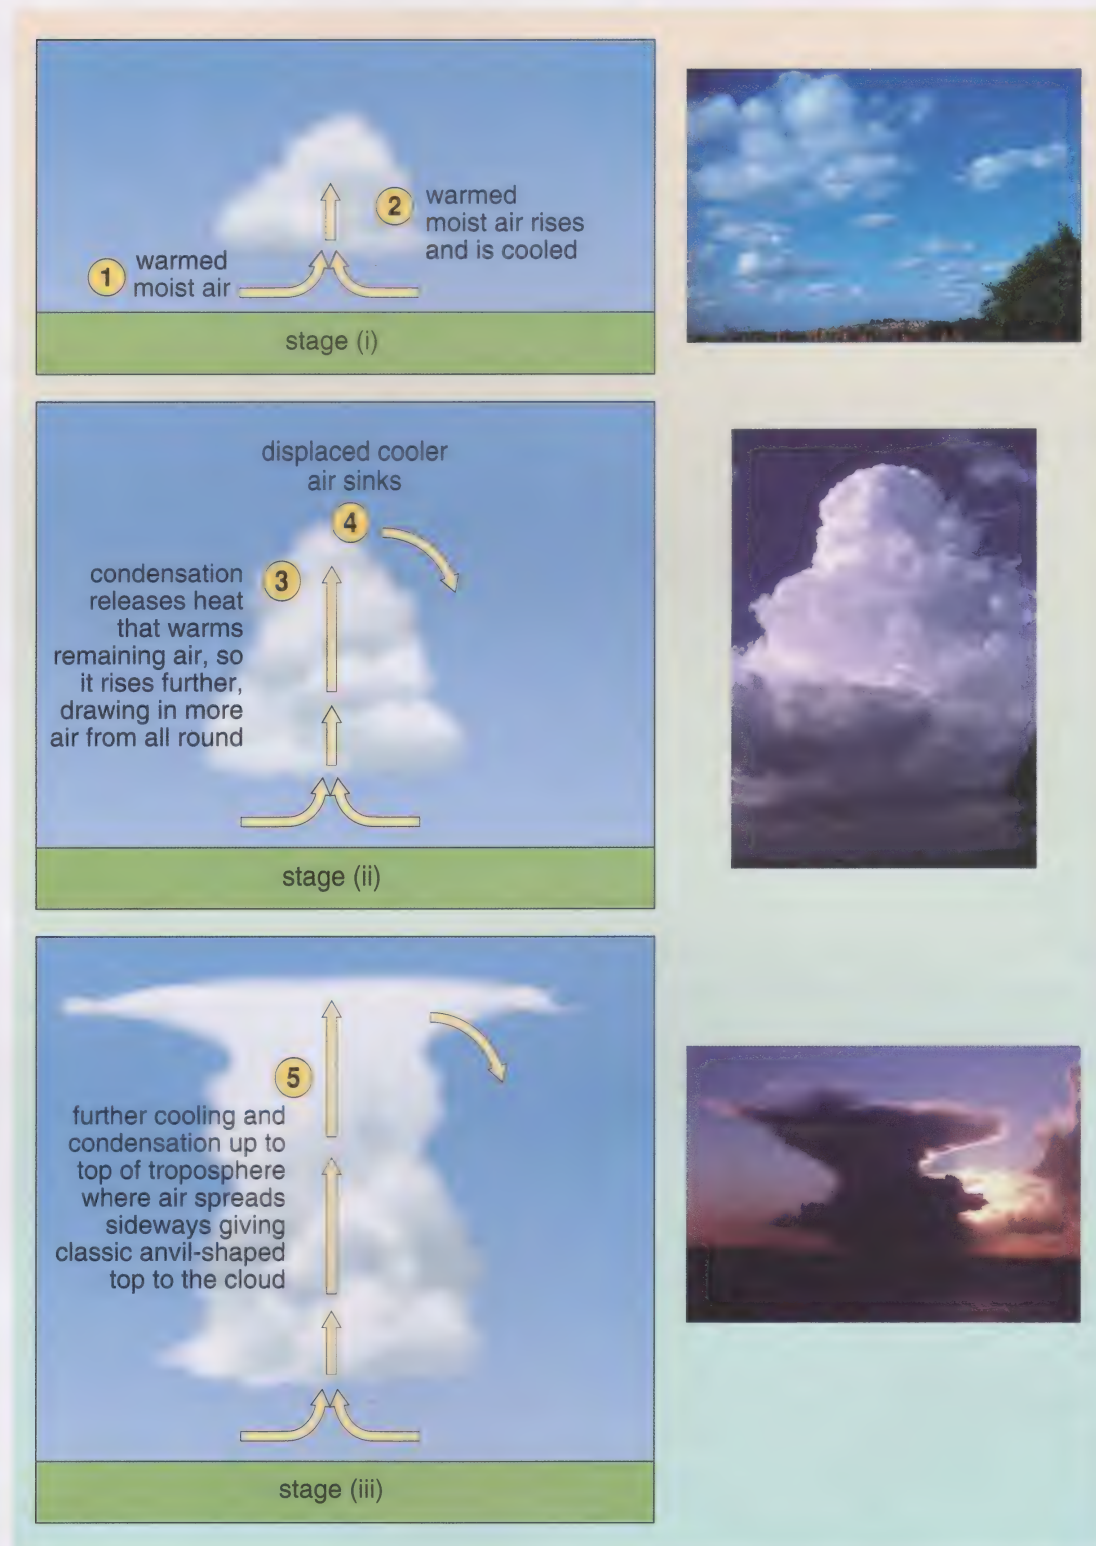 1
warmed
moist air
2
warmed
moist air rises
and is cooled
stage (i)
displaced cooler
air sinks
4
3
condensation
releases heat
that warms
remaining air, so
it rises further,
drawing in more
air from all round
stage (ii)
5
further cooling and
condensation up to
top of troposphere
where air spreads
sideways giving
classic anvil-shaped
top to the cloud
stage (iii)